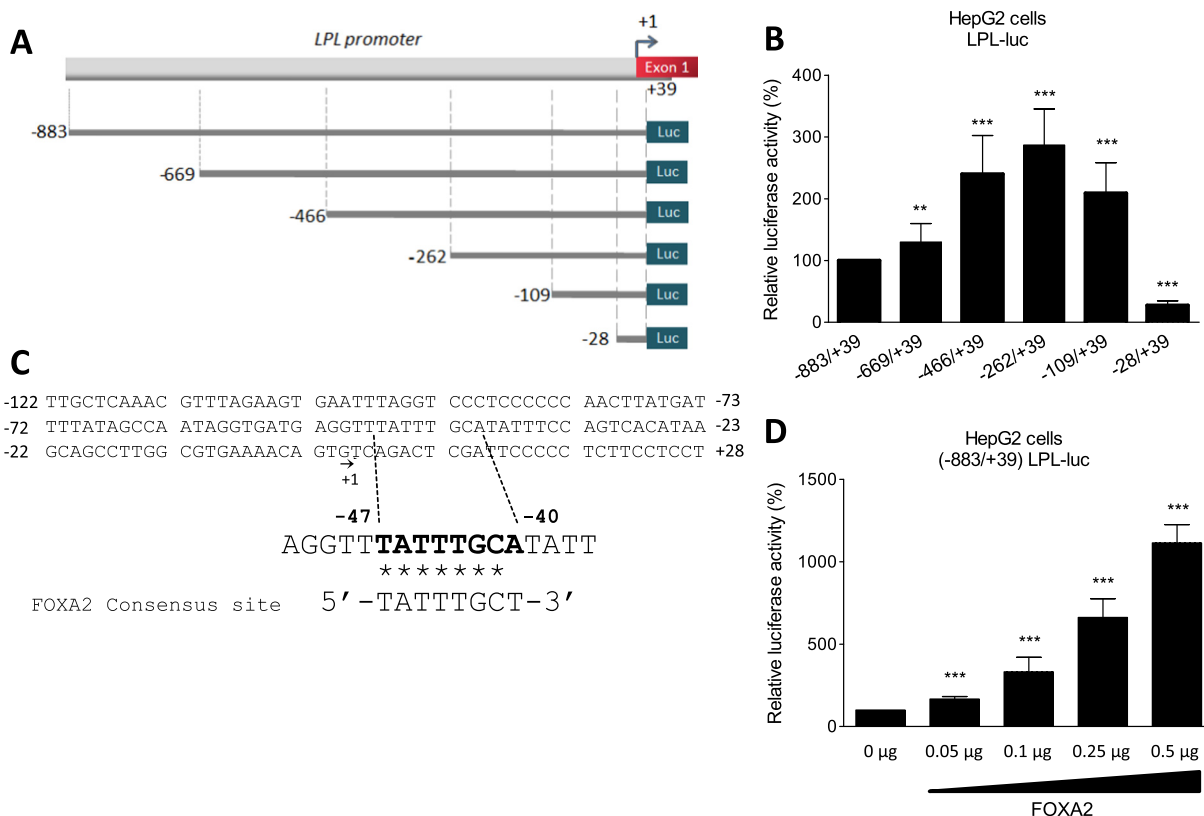 A
LPL promoter
+1
Exon 1
+39
-883
Luc
-669
Luc
-466
Luc
-262
Luc
-109
Luc
-28
Luc
B
HepG2 cells
LPL-luc
Relative luciferase activity (%)
400
300
200
100
0
**
***
***
***
***
-883/+39
-669/+39
-466/+39
-262/+39
-109/+39
-28/+39
C
-122 TTGCTCAAAC GTTTAGAAGT GAATTTAGGT CCCTCCCCCC AACTTATGAT -73
-72 TTTATAGCCA ATAGGTGATG AGGTTTATTT GCATATTTCC AGTCACATAA -23
-22 GCAGCCTTGG CGTGAAAACA GTGTCAGACT CGATTCCCCC TCTTCCTCCT +28
+1
-47 -40
AGGTTTATTTGCATATT
*******
FOXA2 Consensus site 5’-TATTTGCT-3’
D
HepG2 cells
(-883/+39) LPL-luc
Relative luciferase activity (%)
1500
1000
500
0
***
***
***
***
0 µg 0.05 µg 0.1 µg 0.25 µg 0.5 µg
FOXA2